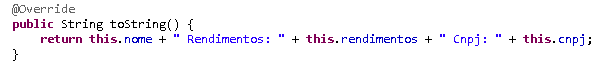 @Override
public String toString() {
return this.nome + " Rendimentos: " + this.rendimentos + " Cnpj: " + this.cnpj;
}